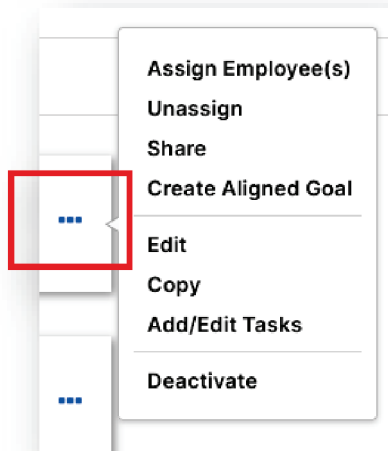 Assign Employee(s)
Unassign
Share
Create Aligned Goal
Edit
Copy
Add/Edit Tasks
Deactivate